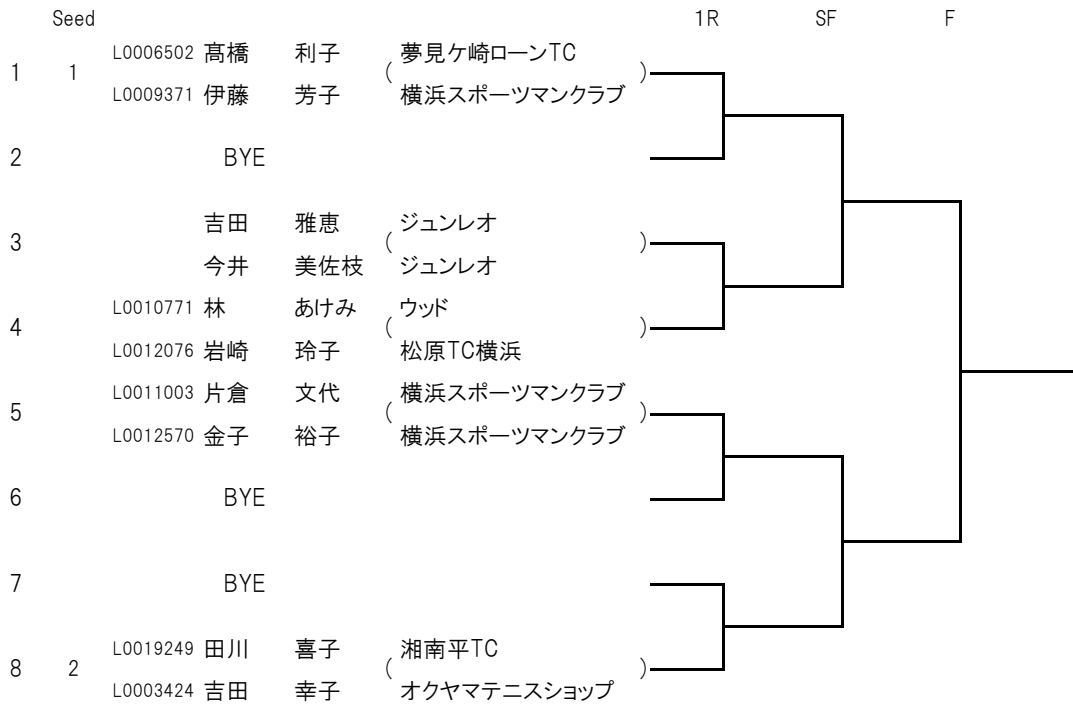 Seed 1R SF F
L0006502 髙橋 利子 夢見ケ崎ローンTC
1 1 ( )
L0009371 伊藤 芳子 横浜スポーツマンクラブ
2 BYE
吉田 雅恵 ジュンレオ
3 ( )
今井 美佐枝 ジュンレオ
L0010771 林 あけみ ウッド
4 ( )
L0012076 岩崎 玲子 松原TC横浜
L0011003 片倉 文代 横浜スポーツマンクラブ
5 ( )
L0012570 金子 裕子 横浜スポーツマンクラブ
6 BYE
7 BYE
L0019249 田川 喜子 湘南平TC
8 2 ( )
L0003424 吉田 幸子 オクヤマテニスショップ